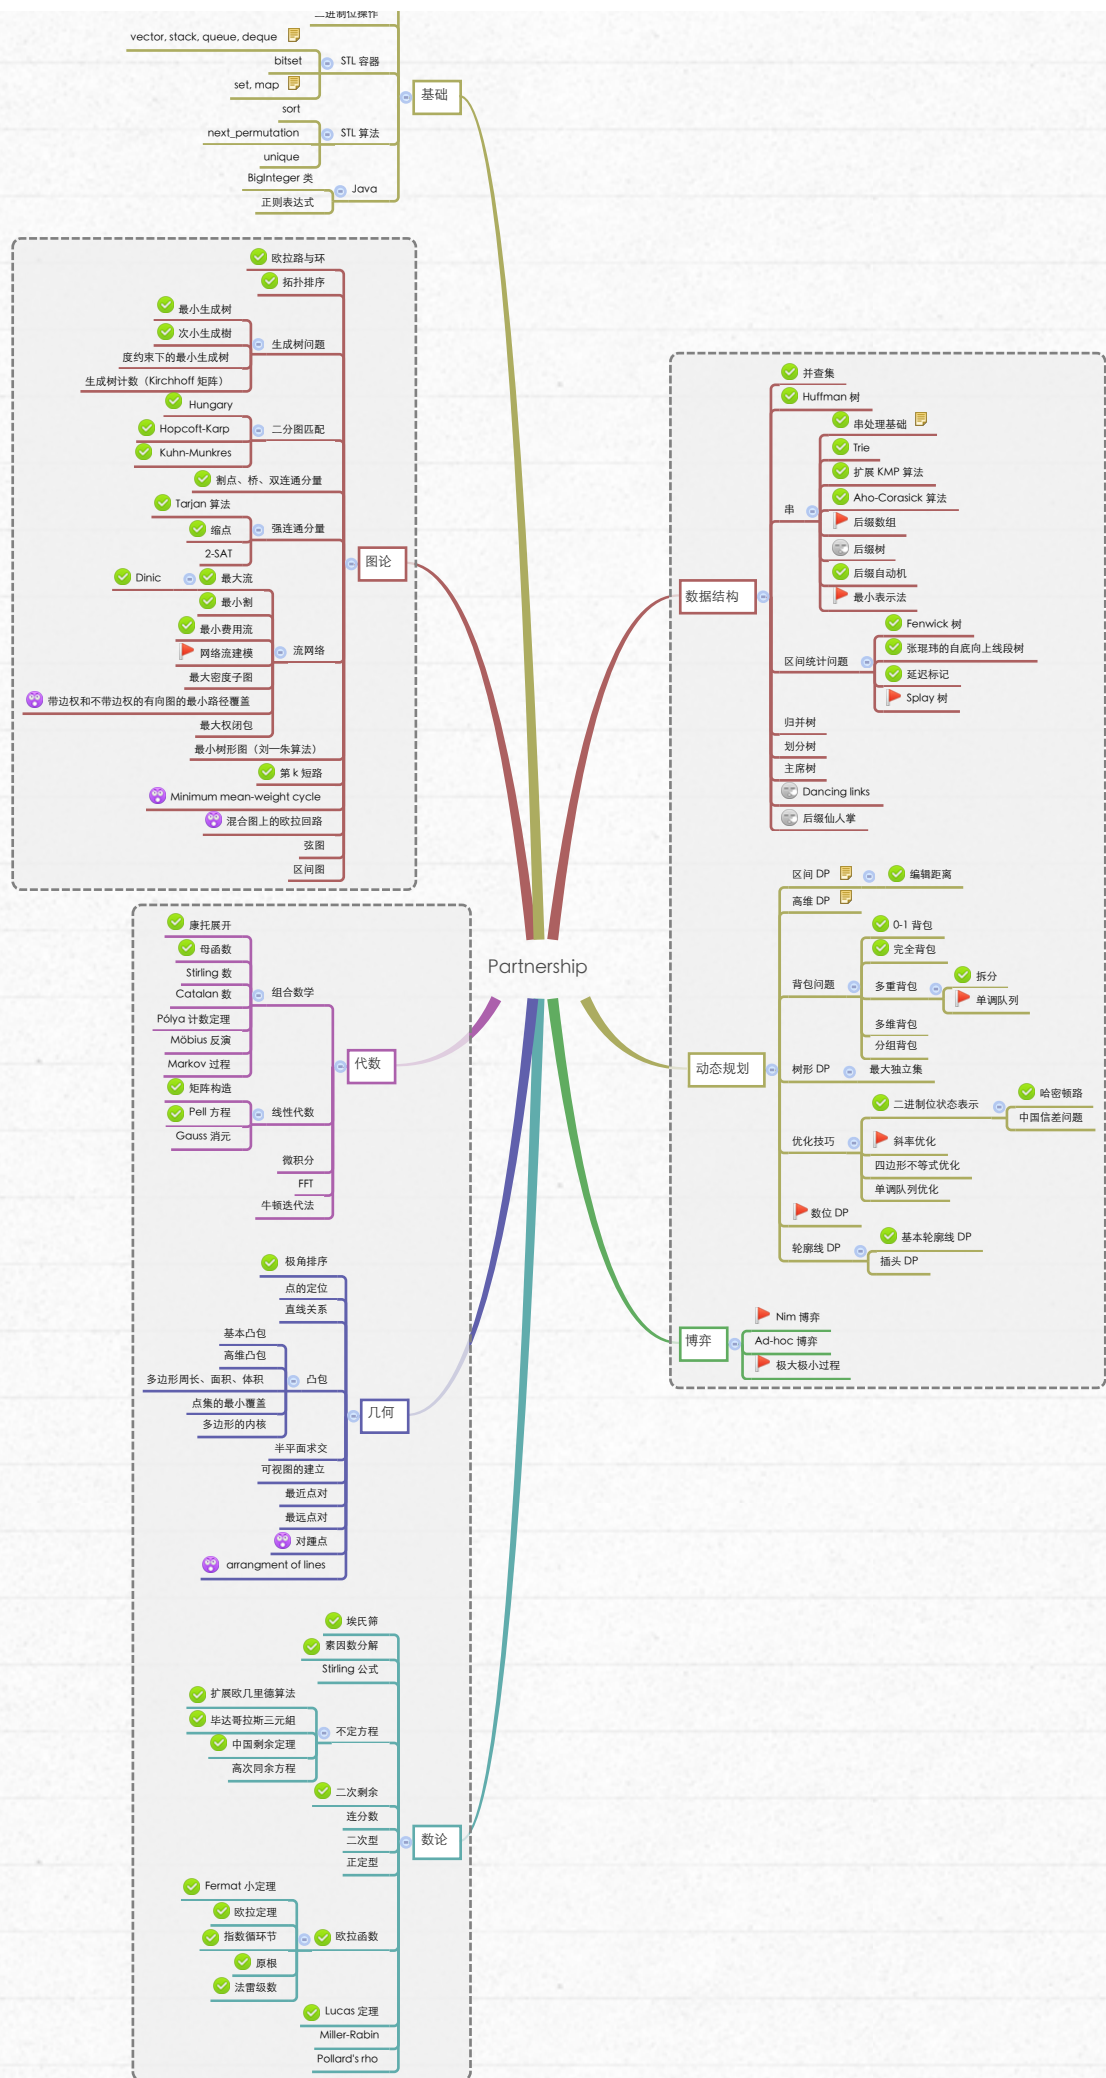 二进制位操作
vector, stack, queue, deque
bitset
STL 容器
set, map
基础
sort
next_permutation
STL 算法
unique
BigInteger 类
Java
正则表达式
欧拉路与环
拓扑排序
最小生成树
次小生成樹
生成树问题
度约束下的最小生成树
生成树计数（Kirchhoff 矩阵）
Hungary
Hopcoft-Karp
二分图匹配
Kuhn-Munkres
割点、桥、双连通分量
Tarjan 算法
缩点
强连通分量
2-SAT
图论
Dinic
最大流
最小割
最小费用流
网络流建模
流网络
最大密度子图
带边权和不带边权的有向图的最小路径覆盖
最大权闭包
最小树形图（刘一朱算法）
第 k 短路
Minimum mean-weight cycle
混合图上的欧拉回路
弦图
区间图
并查集
Huffman 树
串处理基础
Trie
扩展 KMP 算法
Aho-Corasick 算法
串
后缀数组
后缀树
后缀自动机
最小表示法
数据结构
Fenwick 树
张琨玮的自底向上线段树
区间统计问题
延迟标记
Splay 树
归并树
划分树
主席树
Dancing links
后缀仙人掌
Partnership
康托展开
母函数
Stirling 数
Catalan 数
组合数学
Pólya 计数定理
Möbius 反演
Markov 过程
代数
矩阵构造
Pell 方程
线性代数
Gauss 消元
微积分
FFT
牛顿迭代法
区间 DP
编辑距离
高维 DP
0-1 背包
完全背包
背包问题
多重背包
拆分
单调队列
多维背包
分组背包
动态规划
树形 DP
最大独立集
二进制位状态表示
哈密顿路
中国信差问题
优化技巧
斜率优化
四边形不等式优化
单调队列优化
数位 DP
轮廓线 DP
基本轮廓线 DP
插头 DP
极角排序
点的定位
直线关系
基本凸包
高维凸包
多边形周长、面积、体积
凸包
点集的最小覆盖
多边形的内核
几何
半平面求交
可视图的建立
最近点对
最远点对
对踵点
arrangment of lines
Nim 博弈
博弈
Ad-hoc 博弈
极大极小过程
埃氏筛
素因数分解
Stirling 公式
扩展欧几里德算法
毕达哥拉斯三元組
不定方程
中国剩余定理
高次同余方程
二次剩余
连分数
二次型
正定型
数论
Fermat 小定理
欧拉定理
指数循环节
欧拉函数
原根
法雷级数
Lucas 定理
Miller-Rabin
Pollard's rho